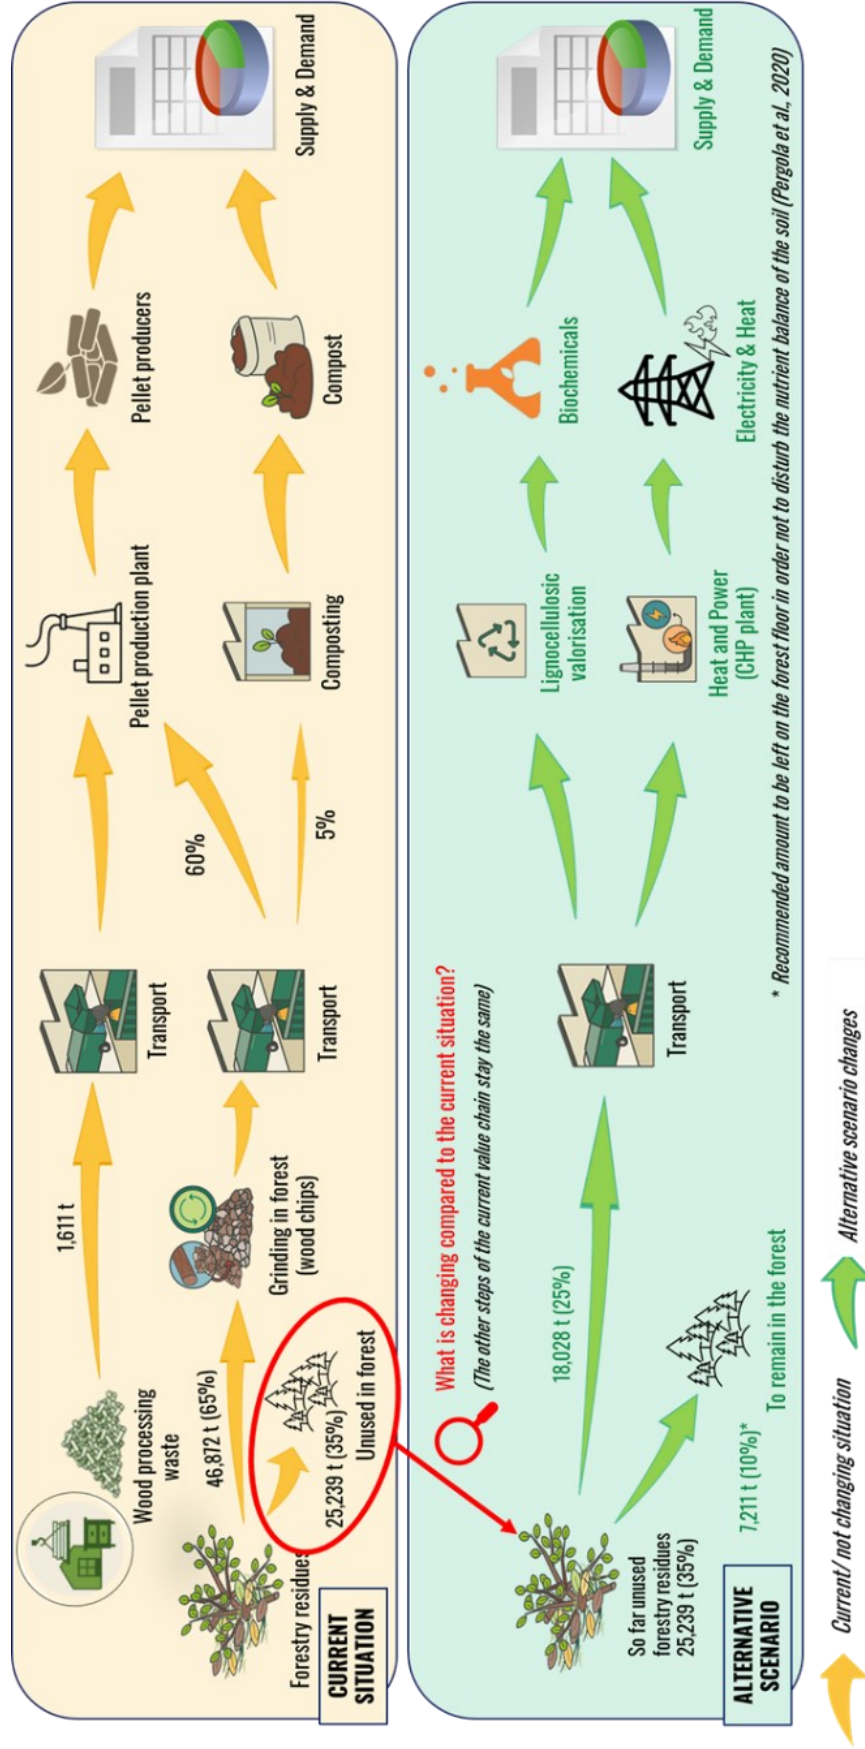 Wood processing
waste
1,611 t
Transport
Pellet production plant
Pellet producers
Supply & Demand
Forestry residues
46,872 t (65%)
25,239 t (35%)
Unused in forest
Grinding in forest
(wood chips)
Transport
60%
5%
Composting
Compost
CURRENT
SITUATION
What is changing compared to the current situation?
(The other steps of the current value chain stay the same)
So far unused
forestry residues
25,239 t (35%)
18,028 t (25%)
7,211 t (10%)*
To remain in the forest
Transport
Lignocellulosic
valorisation
Biochemicals
Heat and Power
(CHP plant)
Electricity & Heat
Supply & Demand
ALTERNATIVE
SCENARIO
* Recommended amount to be left on the forest floor in order not to disturb the nutrient balance of the soil (Pergola et al., 2020)
Current/ not changing situation
Alternative scenario changes